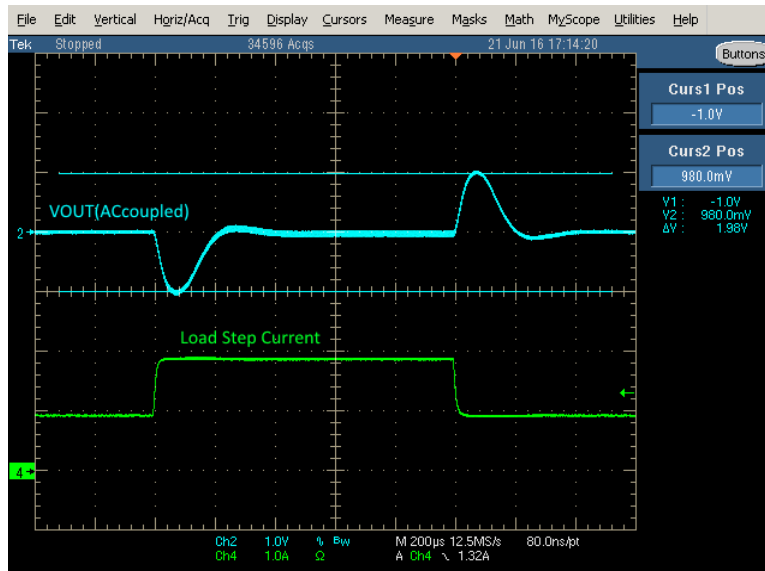 File Edit Vertical Horiz/Acq Trig Display Cursors Measure Masks Math MyScope Utilities Help
Tek Stopped 34596 Acqs 21 Jun 16 17:14:20
Buttons
Curs1 Pos
-1.0V
Curs2 Pos
980.0mV
V1: -1.0V
V2: 980.0mV
ΔV: 1.98V
VOUT(ACcoupled)
2
Load Step Current
4
Ch2 1.0V ∿ Bw M 200µs 12.5MS/s 80.0ns/pt
Ch4 1.0A Ω A Ch4 ∖ 1.32A